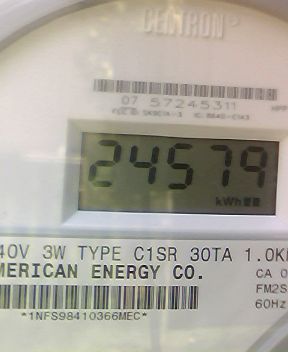 CENTRON®
07 57245311
24579
kWh
40V 3W TYPE C1SR 30TA 1.0K
MERICAN ENERGY CO.
CA 0
FM2S
60Hz
*1NFS98410366MEC*